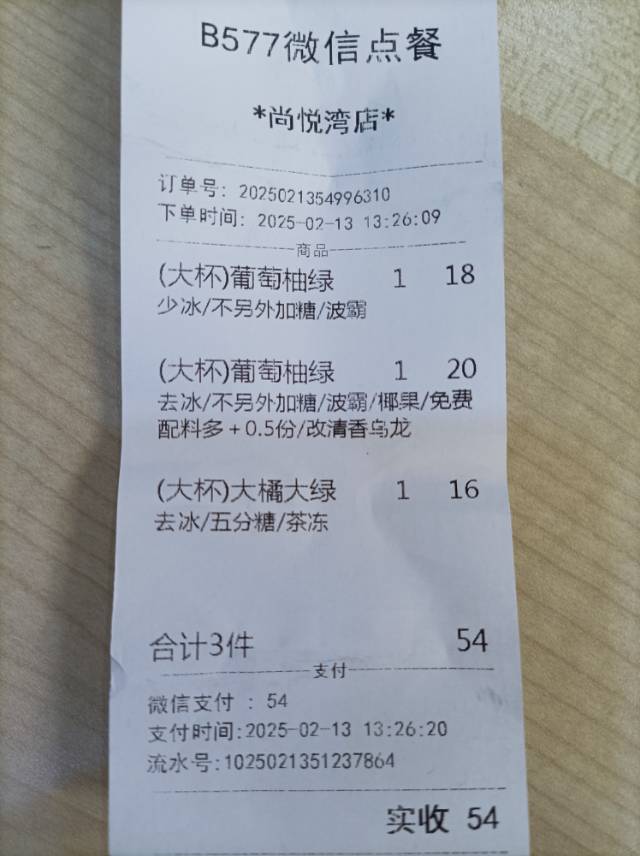 B577微信点餐
*尚悦湾店*
订单号: 2025021354996310
下单时间: 2025-02-13 13:26:09
商品
(大杯)葡萄柚绿 1 18
少冰/不另外加糖/波霸
(大杯)葡萄柚绿 1 20
去冰/不另外加糖/波霸/椰果/免费
配料多+0.5份/改清香乌龙
(大杯)大橘大绿 1 16
去冰/五分糖/茶冻
合计3件 54
支付
微信支付 : 54
支付时间:2025-02-13 13:26:20
流水号:1025021351237864
实收 54